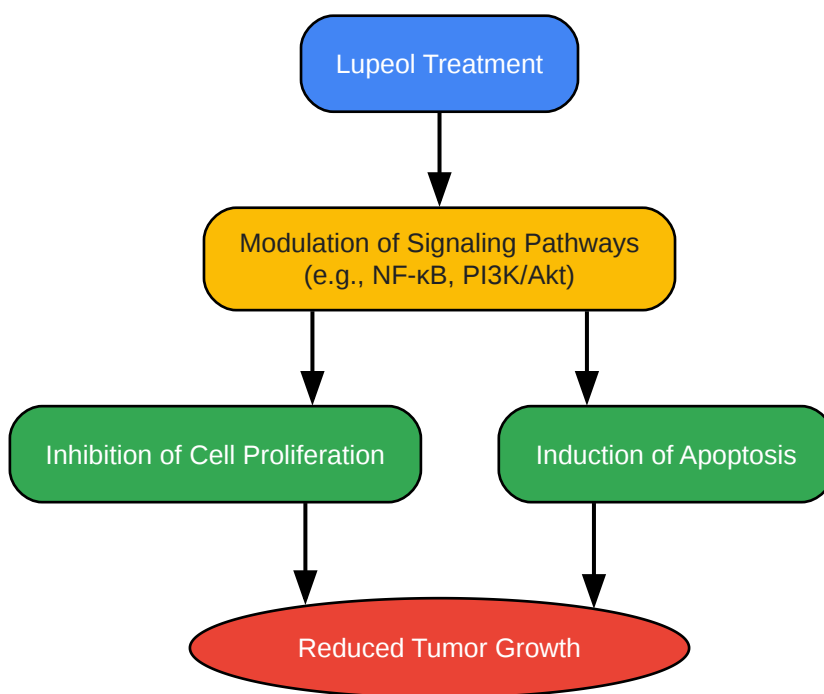 Lupeol Treatment
Modulation of Signaling Pathways
(e.g., NF-κB, PI3K/Akt)
Inhibition of Cell Proliferation
Induction of Apoptosis
Reduced Tumor Growth